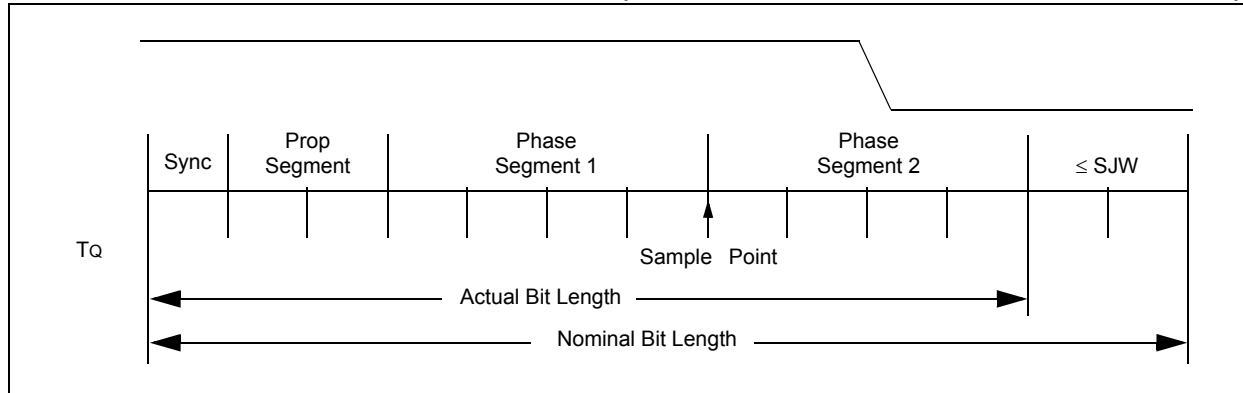 Sync
Prop
Segment
Phase
Segment 1
Phase
Segment 2
≤ SJW
TQ
Sample Point
Actual Bit Length
Nominal Bit Length